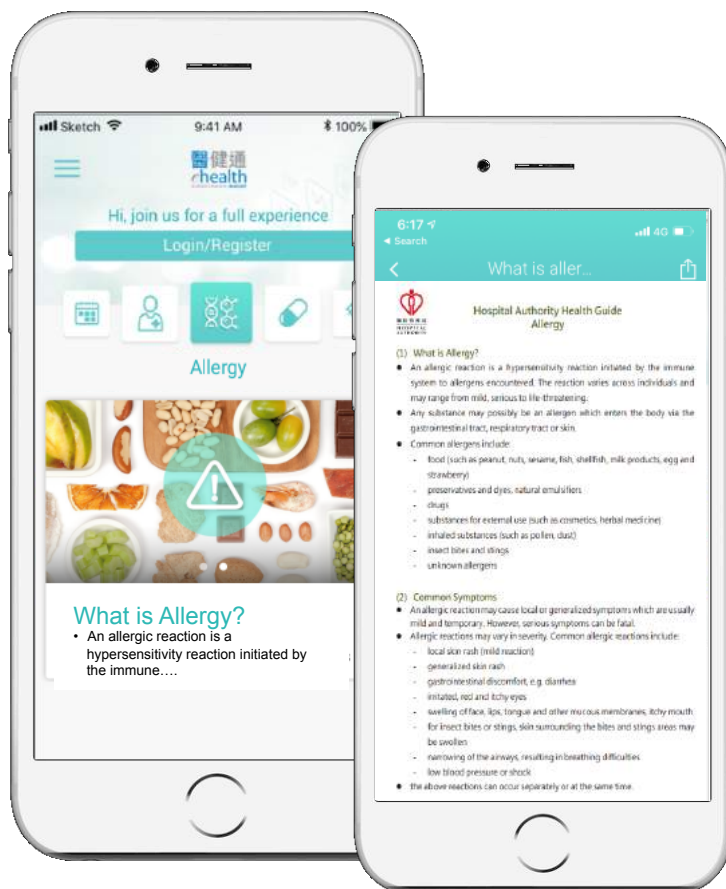 Sketch
9:41 AM
100%
醫健通
ehealth
Hi, join us for a full experience
Login/Register
Allergy
What is Allergy?
• An allergic reaction is a
hypersensitivity reaction initiated by
the immune….
6:17
4G
◀ Search
What is aller...
醫院管理局
HOSPITAL
AUTHORITY
Hospital Authority Health Guide
Allergy
(1) What is Allergy?
● An allergic reaction is a hypersensitivity reaction initiated by the immune
system to allergens encountered. The reaction varies across individuals and
may range from mild, serious to life-threatening.
● Any substance may possibly be an allergen which enters the body via the
gastrointestinal tract, respiratory tract or skin.
● Common allergens include:
- food (such as peanut, nuts, sesame, fish, shellfish, milk products, egg and
strawberry)
- preservatives and dyes, natural emulsifiers
- drugs
- substances for external use (such as cosmetics, herbal medicine)
- inhaled substances (such as pollen, dust)
- insect bites and stings
- unknown allergens
(2) Common Symptoms
● An allergic reaction may cause local or generalized symptoms which are usually
mild and temporary. However, serious symptoms can be fatal.
● Allergic reactions may vary in severity. Common allergic reactions include:
- local skin rash (mild reaction)
- generalized skin rash
- gastrointestinal discomfort, e.g. diarrhea
- irritated, red and itchy eyes
- swelling of face, lips, tongue and other mucous membranes, itchy mouth
- for insect bites or stings, skin surrounding the bites and stings areas may
be swollen
- narrowing of the airways, resulting in breathing difficulties
- low blood pressure or shock
● the above reactions can occur separately or at the same time.